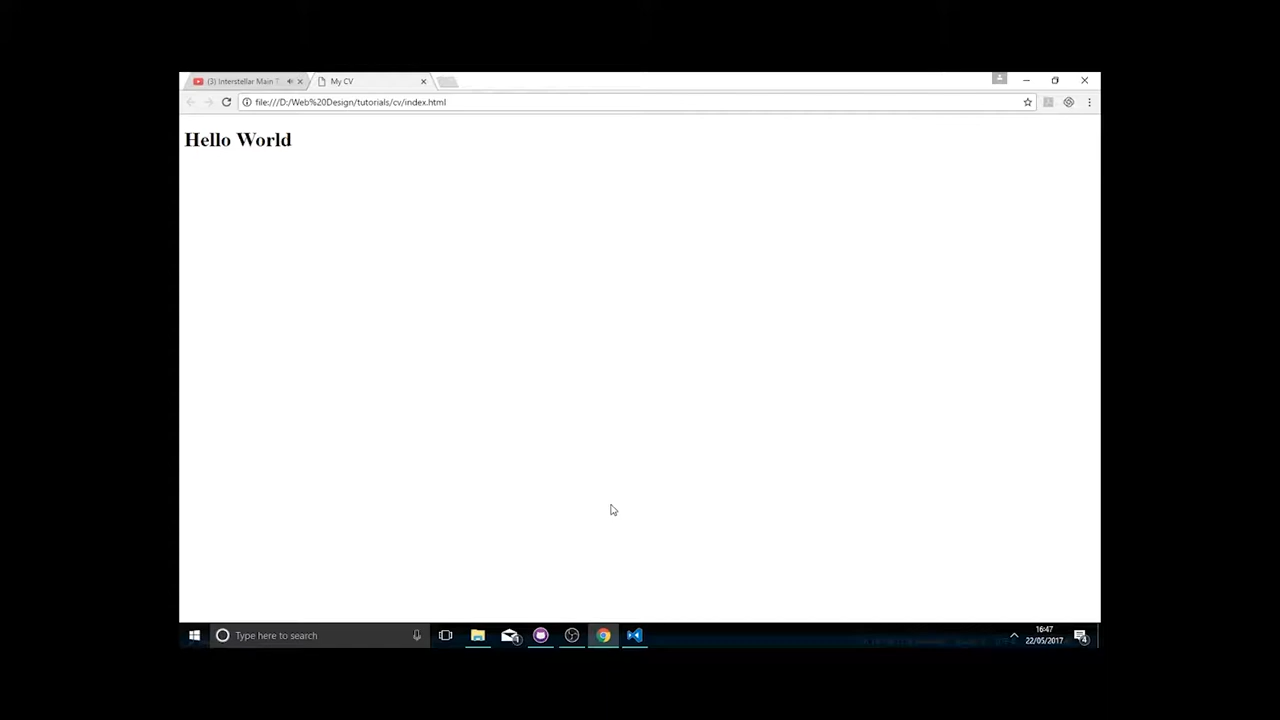 (3) Interstellar Main T
My CV
file:///D:/Web%20Design/tutorials/cv/index.html
Hello World
Type here to search
16:47
22/05/2017
4